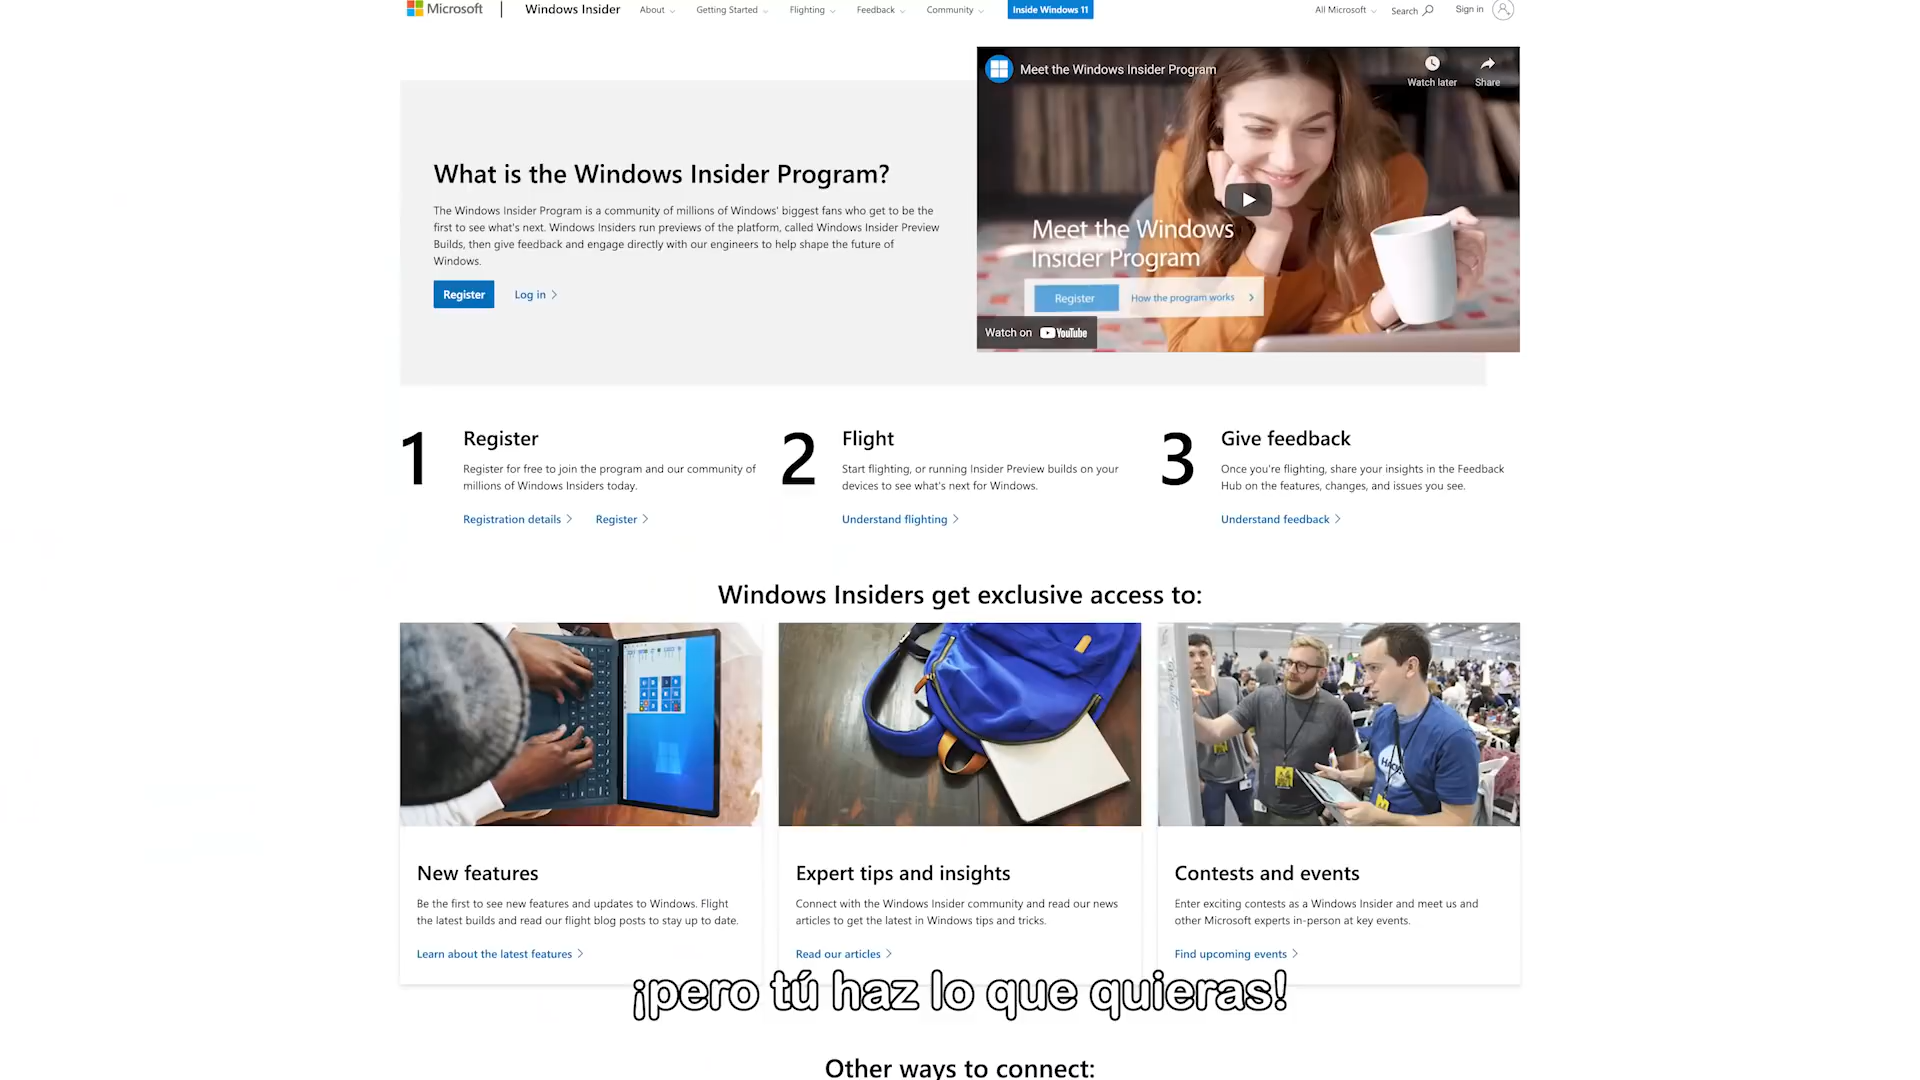 Microsoft
Windows Insider
About
Getting Started
Flighting
Feedback
Community
Inside Windows 11
All Microsoft
Search
Sign in
What is the Windows Insider Program?
The Windows Insider Program is a community of millions of Windows' biggest fans who get to be the
first to see what's next. Windows Insiders run previews of the platform, called Windows Insider Preview
Builds, then give feedback and engage directly with our engineers to help shape the future of
Windows.
Register
Log in
Meet the Windows Insider Program
Watch later
Share
Meet the Windows
Insider Program
Register
How the program works
Watch on YouTube
1
Register
Register for free to join the program and our community of
millions of Windows Insiders today.
Registration details
Register
2
Flight
Start flighting, or running Insider Preview builds on your
devices to see what's next for Windows.
Understand flighting
3
Give feedback
Once you're flighting, share your insights in the Feedback
Hub on the features, changes, and issues you see.
Understand feedback
Windows Insiders get exclusive access to:
New features
Be the first to see new features and updates to Windows. Flight
the latest builds and read our flight blog posts to stay up to date.
Learn about the latest features
Expert tips and insights
Connect with the Windows Insider community and read our news
articles to get the latest in Windows tips and tricks.
Read our articles
Contests and events
Enter exciting contests as a Windows Insider and meet us and
other Microsoft experts in-person at key events.
Find upcoming events
¡pero tú haz lo que quieras!
Other ways to connect: